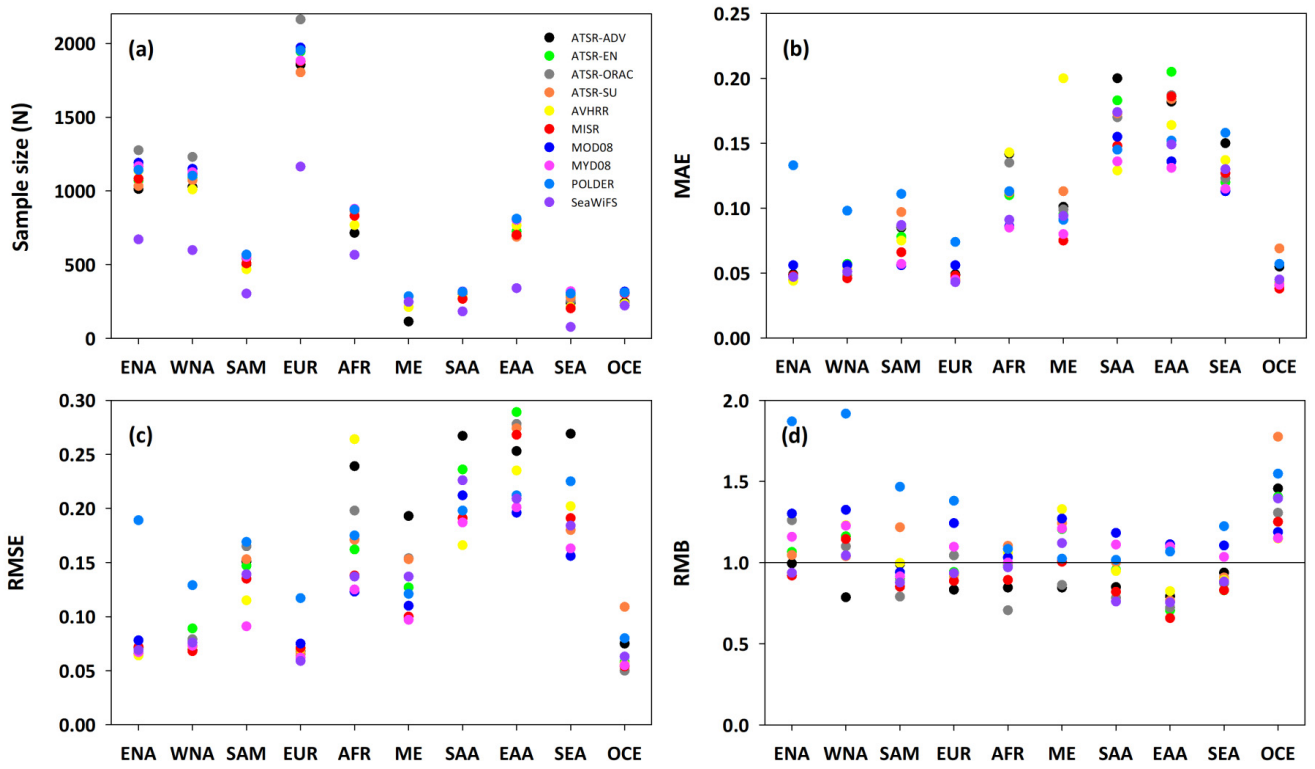 (a)
Sample size (N)
2000
1500
1000
500
0
ATSR-ADV
ATSR-EN
ATSR-ORAC
ATSR-SU
AVHRR
MISR
MOD08
MYD08
POLDER
SeaWiFS
ENA WNA SAM EUR AFR ME SAA EAA SEA OCE
(b)
MAE
0.25
0.20
0.15
0.10
0.05
0.00
ENA WNA SAM EUR AFR ME SAA EAA SEA OCE
(c)
RMSE
0.30
0.25
0.20
0.15
0.10
0.05
0.00
ENA WNA SAM EUR AFR ME SAA EAA SEA OCE
(d)
RMB
2.0
1.5
1.0
0.5
0.0
ENA WNA SAM EUR AFR ME SAA EAA SEA OCE